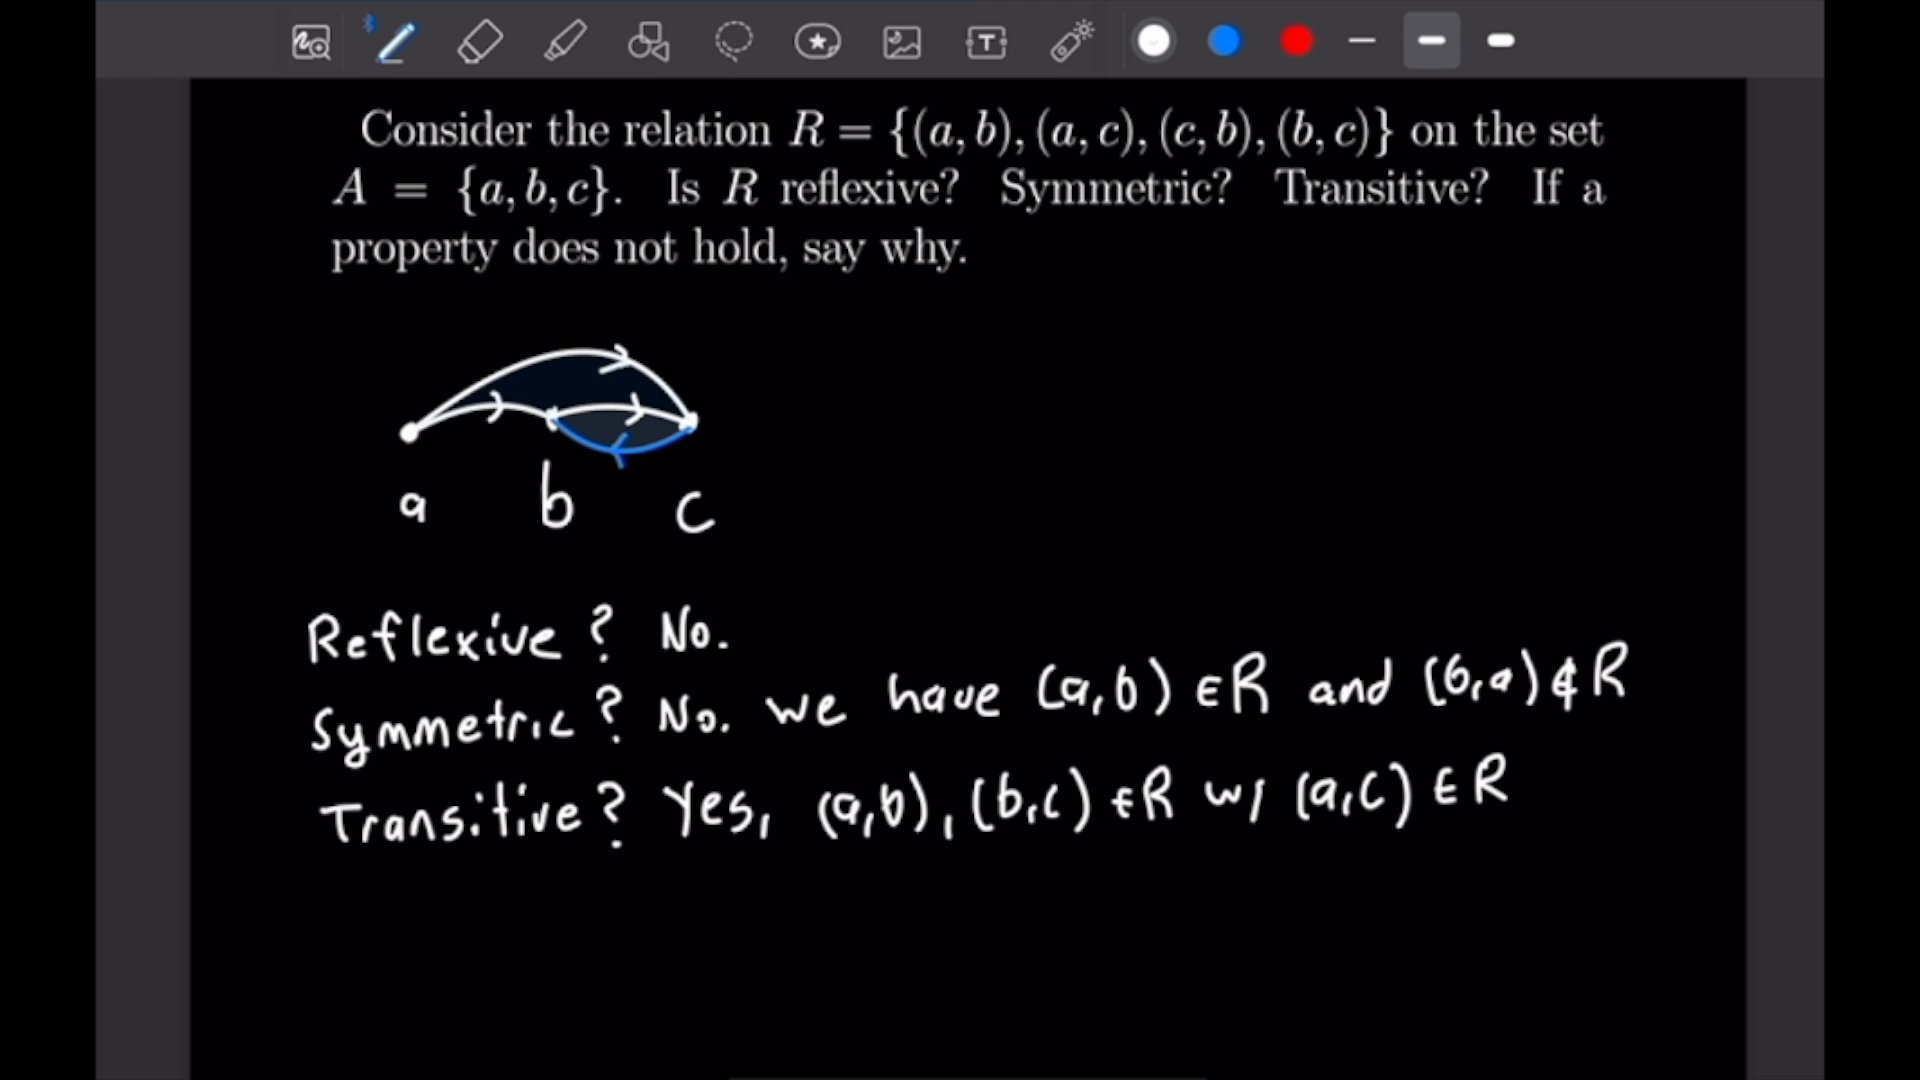 Consider the relation R = {(a, b), (a, c), (c, b), (b, c)} on the set
A = {a, b, c}. Is R reflexive? Symmetric? Transitive? If a
property does not hold, say why.
a b c
Reflexive? No.
Symmetric? No. we have (a,b) ∈ R and (b,a) ∉ R
Transitive? Yes, (a,b), (b,c) ∈ R w/ (a,c) ∈ R